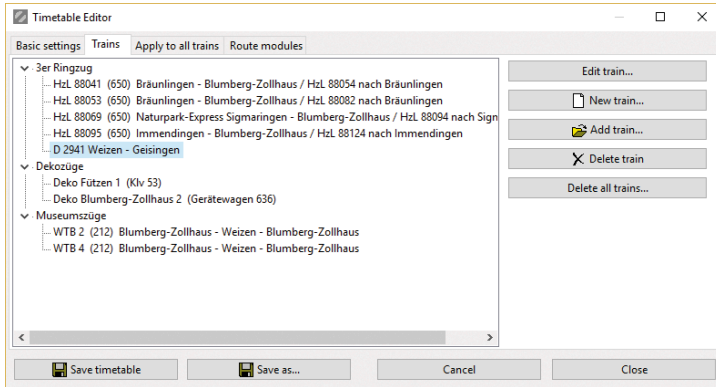 Timetable Editor
Basic settings Trains Apply to all trains Route modules
3er Ringzug
HzL 88041 (650) Bräunlingen - Blumberg-Zollhaus / HzL 88054 nach Bräunlingen
HzL 88053 (650) Bräunlingen - Blumberg-Zollhaus / HzL 88082 nach Bräunlingen
HzL 88069 (650) Naturpark-Express Sigmaringen - Blumberg-Zollhaus / HzL 88094 nach Sign
HzL 88095 (650) Immendingen - Blumberg-Zollhaus / HzL 88124 nach Immendingen
D 2941 Weizen - Geisingen
Dekozüge
Deko Fützen 1 (Klv 53)
Deko Blumberg-Zollhaus 2 (Gerätewagen 636)
Museumszüge
WTB 2 (212) Blumberg-Zollhaus - Weizen - Blumberg-Zollhaus
WTB 4 (212) Blumberg-Zollhaus - Weizen - Blumberg-Zollhaus
Edit train...
New train...
Add train...
Delete train
Delete all trains...
Save timetable Save as... Cancel Close